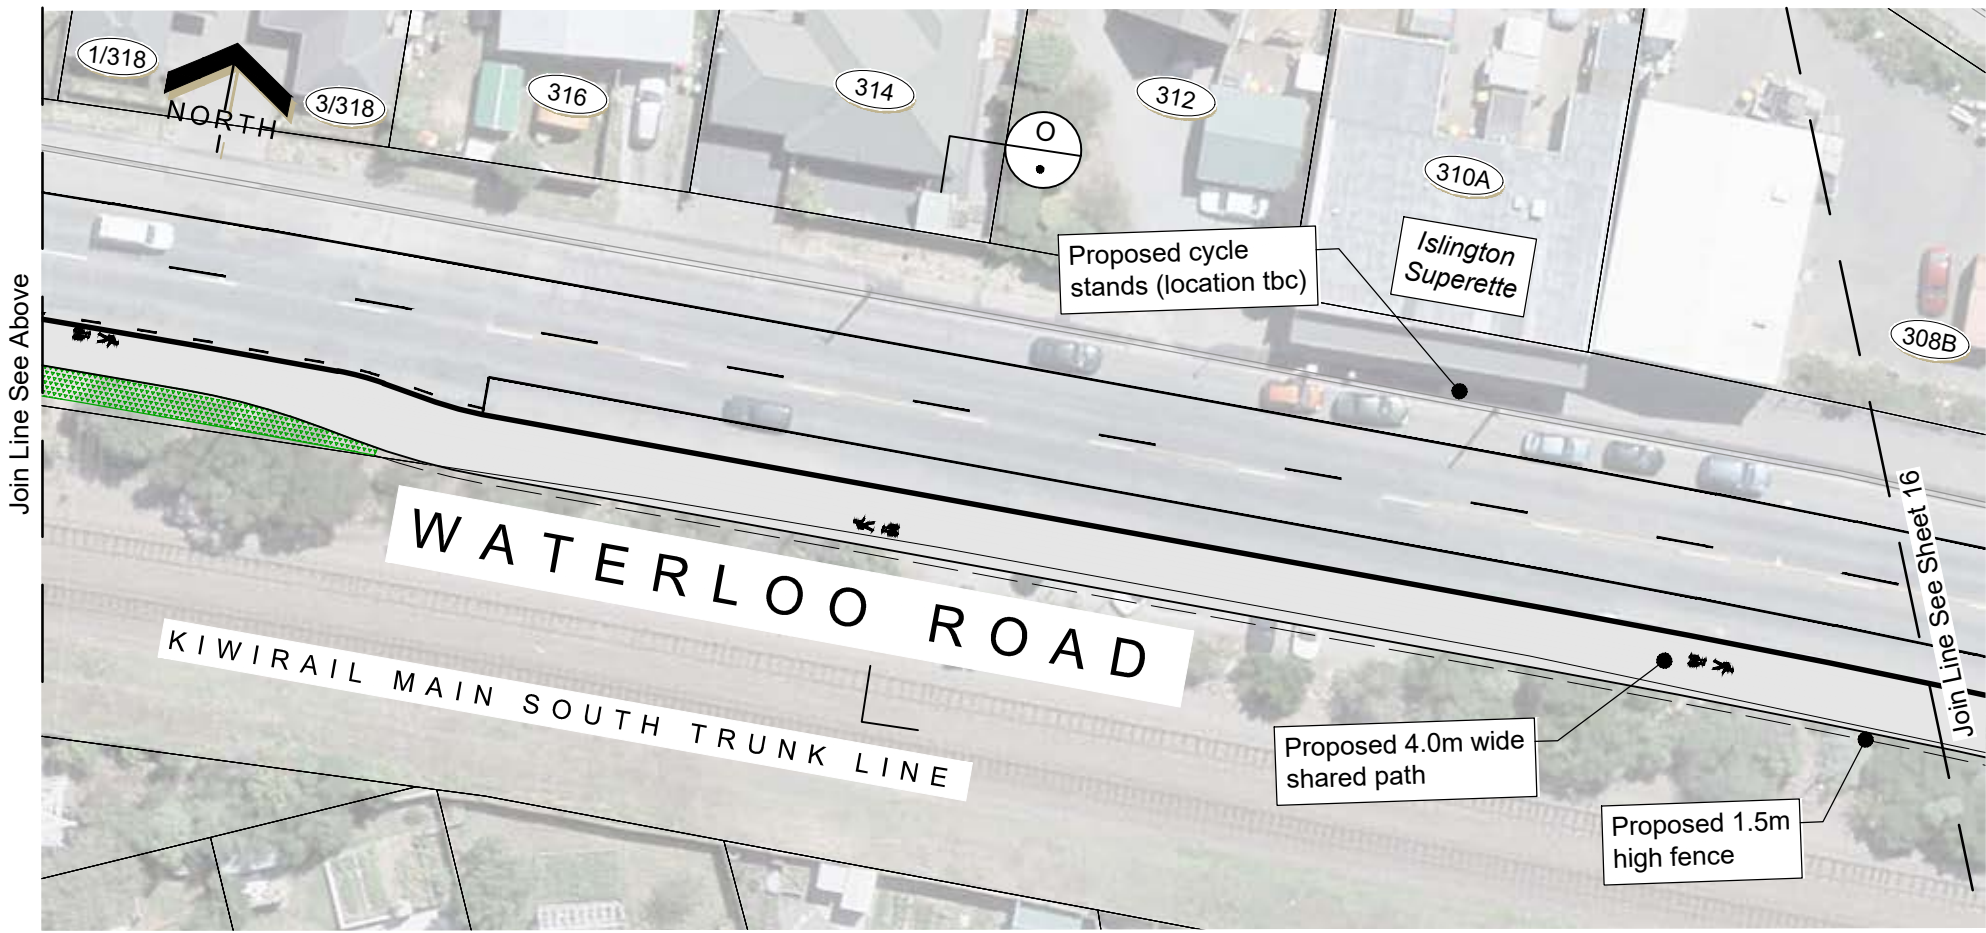 1/318
NORTH
3/318
316
314
O
312
310A
Islington
Superette
Proposed cycle
stands (location tbc)
308B
Join Line See Above
Join Line See Sheet 16
WATERLOO ROAD
KIWIRAIL MAIN SOUTH TRUNK LINE
Proposed 4.0m wide
shared path
Proposed 1.5m
high fence